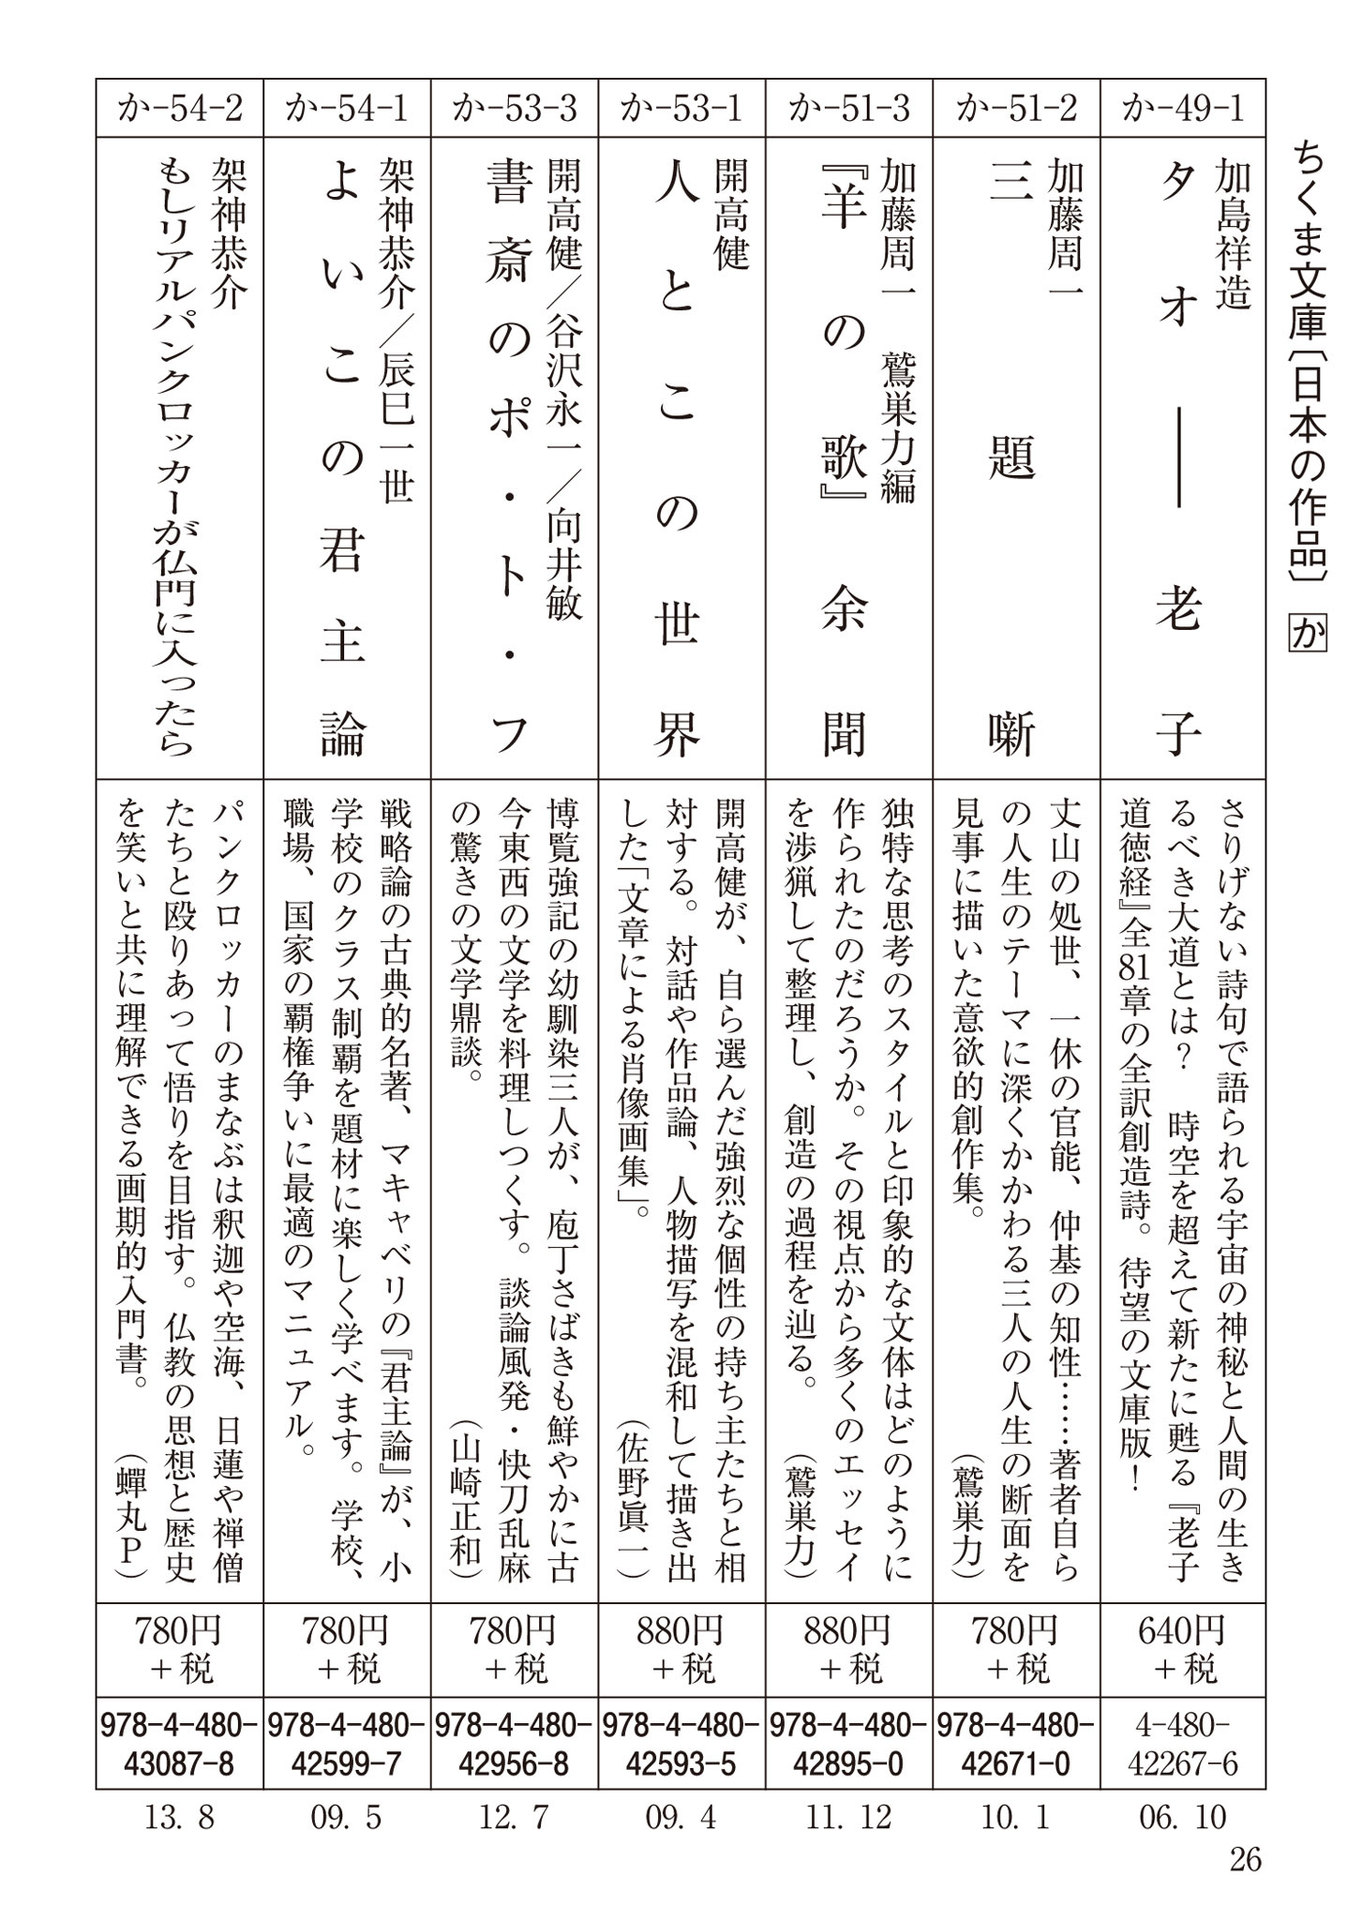 ちくま文庫〔日本の作品〕 か
か-49-1
加島祥造
タオ――老子
さりげない詩句で語られる宇宙の神秘と人間の生き
るべき大道とは？　時空を超えて新たに甦る『老子
道徳経』全81章の全訳創造詩。待望の文庫版！
640円
＋税
4-480-
42267-6
06. 10
か-51-2
加藤周一
三題噺
丈山の処世、一休の官能、仲基の知性……著者自ら
の人生のテーマに深くかかわる三人の人生の断面を
見事に描いた意欲的創作集。（鷲巣力）
780円
＋税
978-4-480-
42671-0
10. 1
か-51-3
加藤周一　鷲巣力編
『羊の歌』余聞
独特な思考のスタイルと印象的な文体はどのように
作られたのだろうか。その視点から多くのエッセイ
を渉猟して整理し、創造の過程を辿る。（鷲巣力）
880円
＋税
978-4-480-
42895-0
11. 12
か-53-1
開高健
人とこの世界
開高健が、自ら選んだ強烈な個性の持ち主たちと相
対する。対話や作品論、人物描写を混和して描き出
した「文章による肖像画集」。（佐野眞一）
880円
＋税
978-4-480-
42593-5
09. 4
か-53-3
開高健／谷沢永一／向井敏
書斎のポ・ト・フ
博覧強記の幼馴染三人が、庖丁さばきも鮮やかに古
今東西の文学を料理しつくす。談論風発・快刀乱麻
の驚きの文学鼎談。（山崎正和）
780円
＋税
978-4-480-
42956-8
12. 7
か-54-1
架神恭介／辰巳一世
よいこの君主論
戦略論の古典的名著、マキャベリの『君主論』が、小
学校のクラス制覇を題材に楽しく学べます。学校、
職場、国家の覇権争いに最適のマニュアル。
780円
＋税
978-4-480-
42599-7
09. 5
か-54-2
架神恭介
もしリアルパンクロッカーが仏門に入ったら
パンクロッカーのまなぶは釈迦や空海、日蓮や禅僧
たちと殴りあって悟りを目指す。仏教の思想と歴史
を笑いと共に理解できる画期的入門書。（蟬丸P）
780円
＋税
978-4-480-
43087-8
13. 8
26